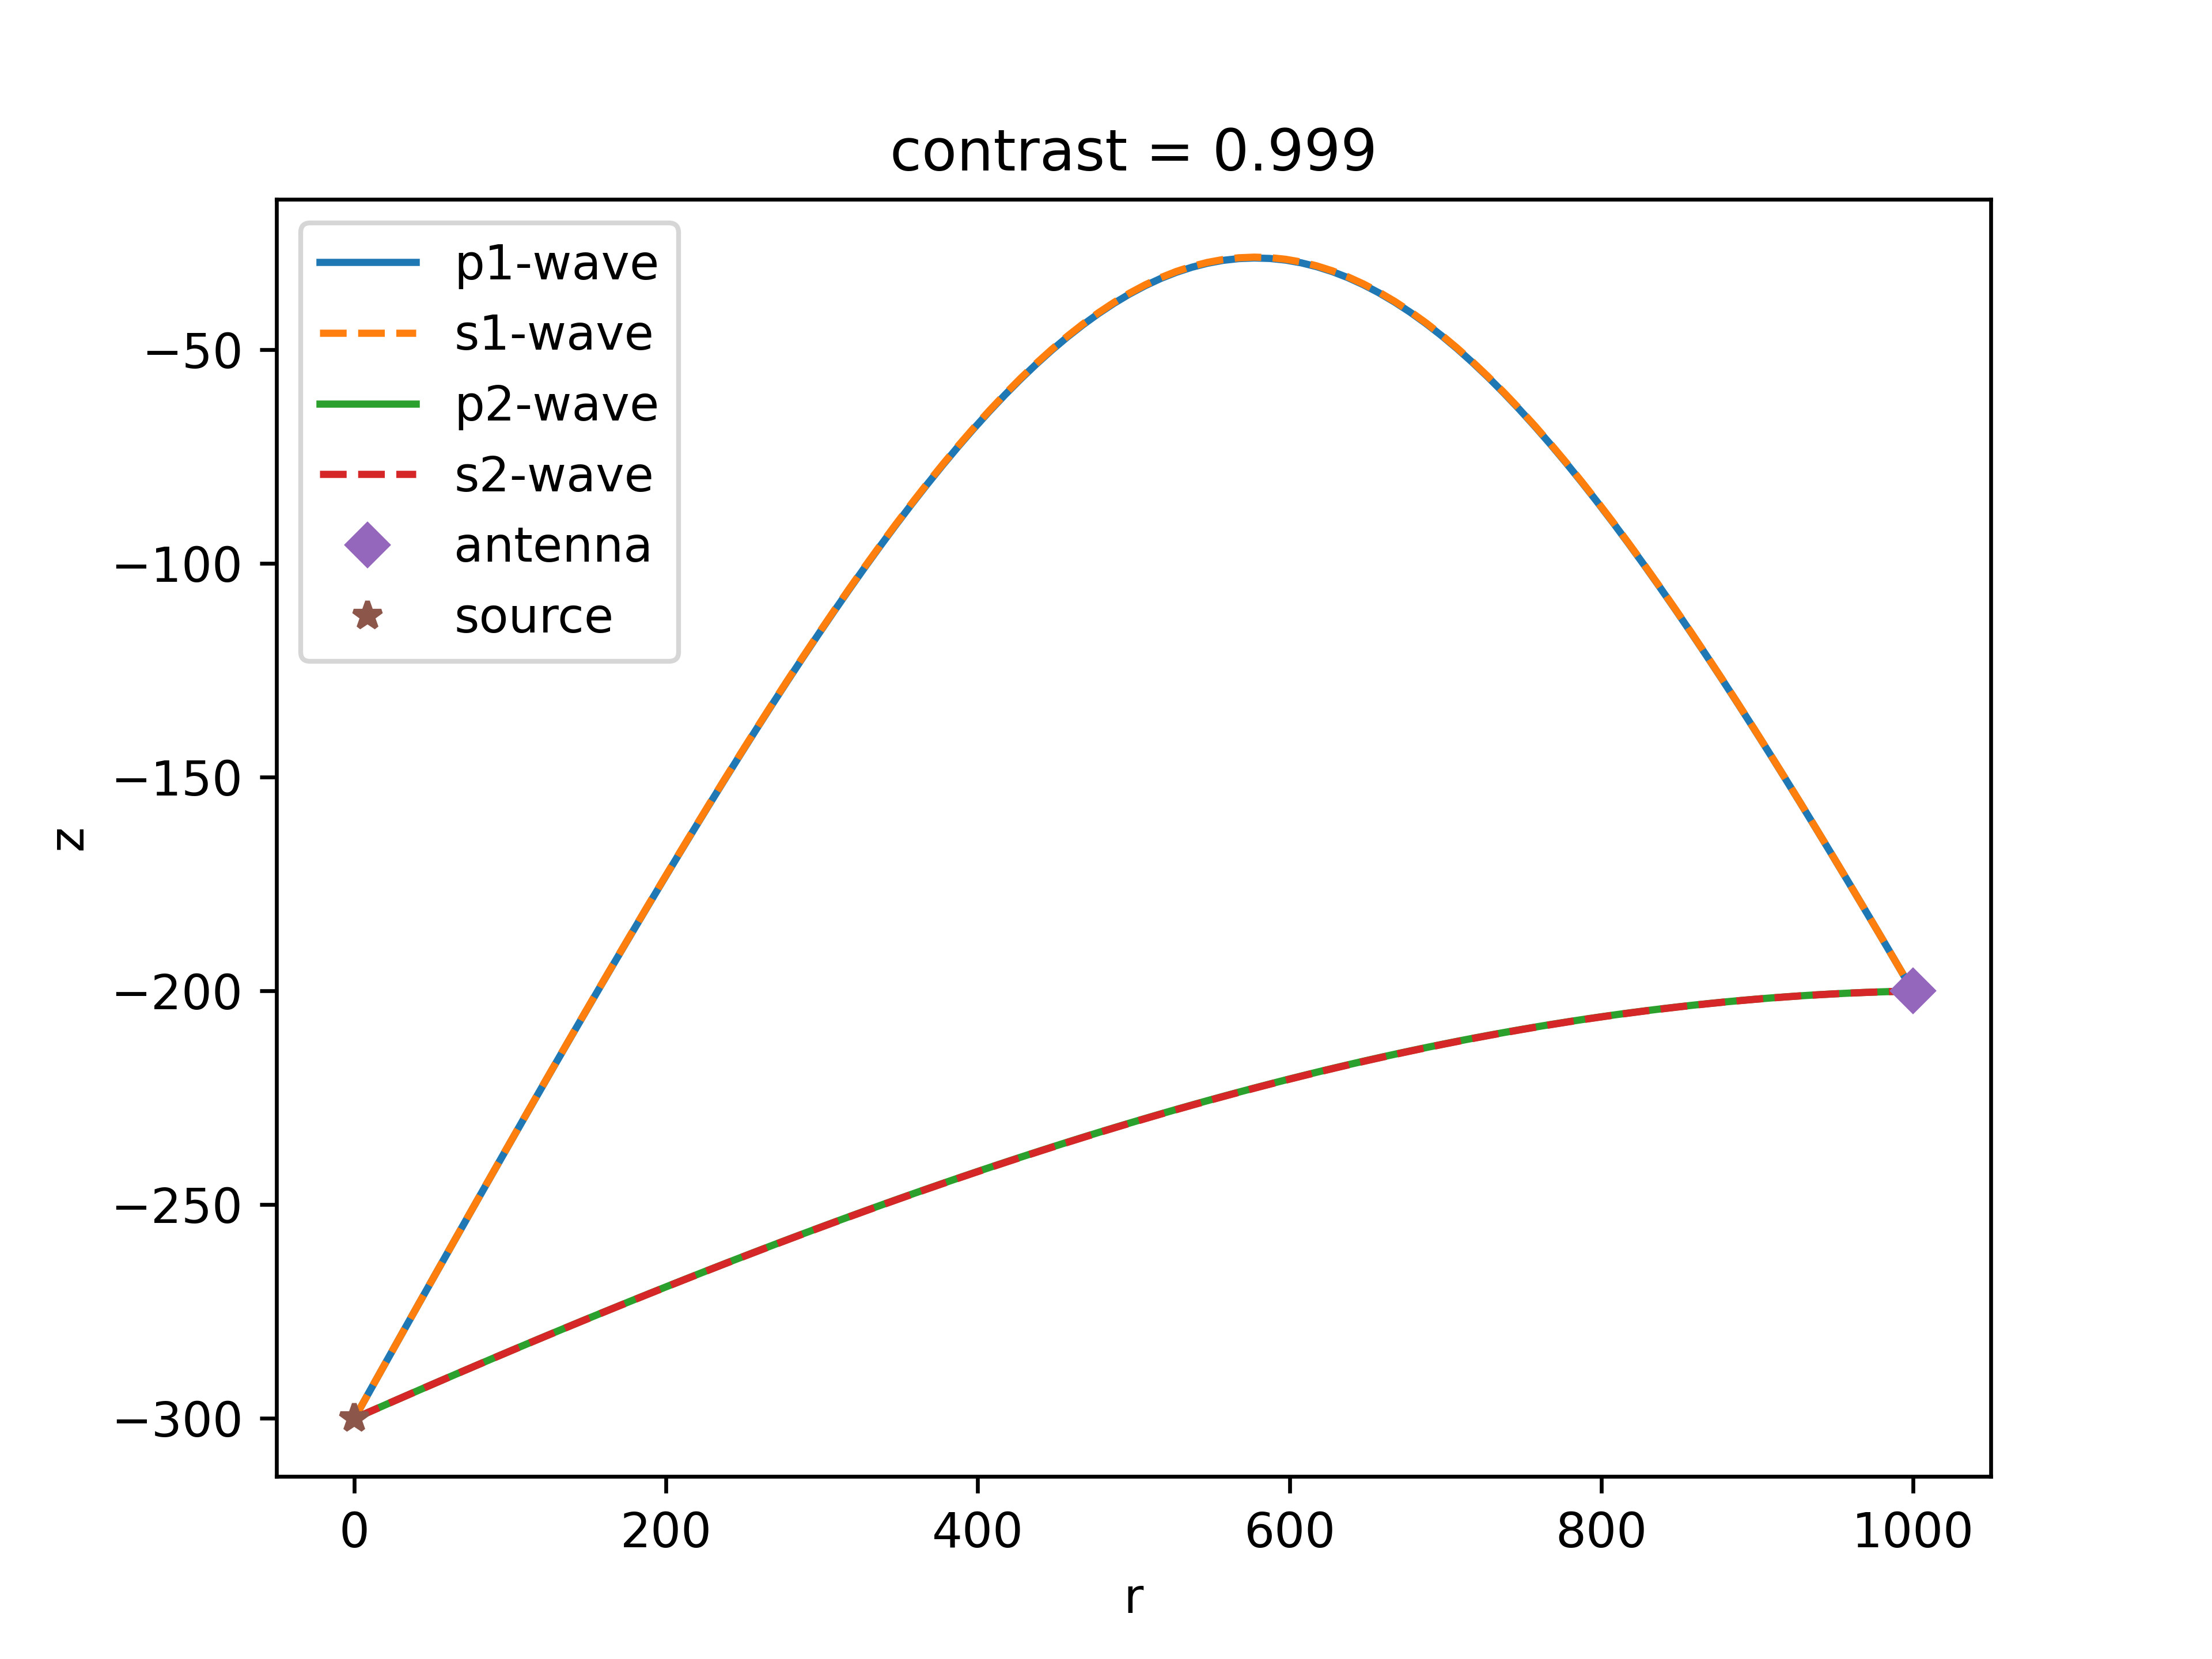 contrast = 0.999
p1-wave
s1-wave
p2-wave
s2-wave
antenna
source
z
−50
−100
−150
−200
−250
−300
0 200 400 600 800 1000
r